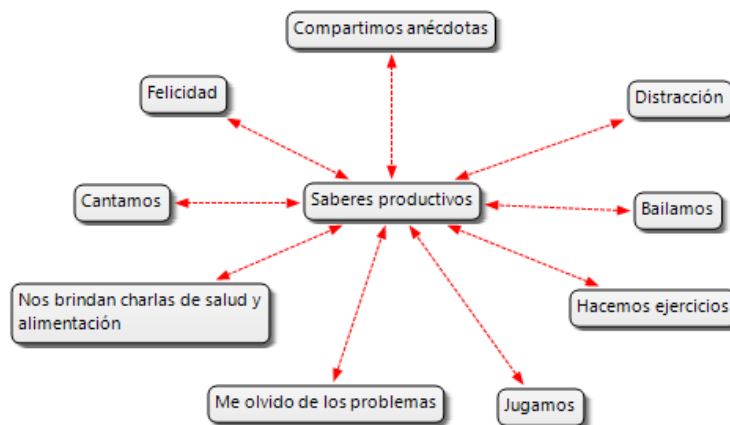 Compartimos anécdotas
Felicidad
Distracción
Cantamos
Saberes productivos
Bailamos
Nos brindan charlas de salud y
alimentación
Hacemos ejercicios
Me olvido de los problemas
Jugamos